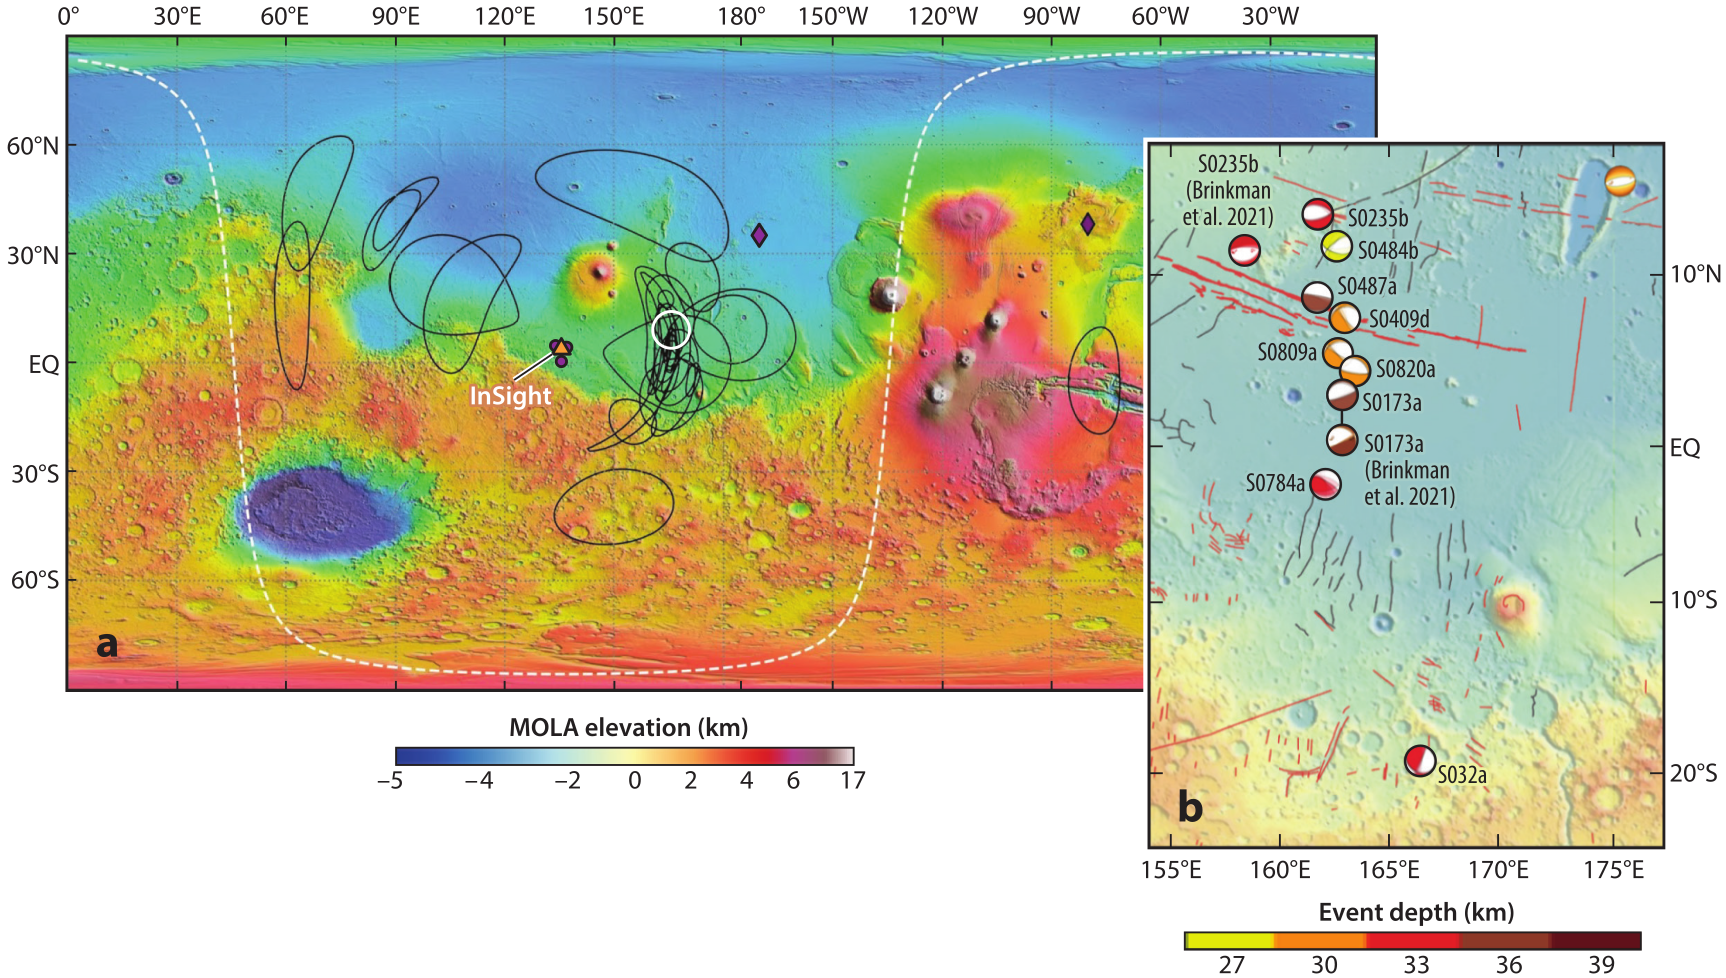 0° 30°E 60°E 90°E 120°E 150°E 180° 150°W 120°W 90°W 60°W 30°W
60°N
30°N
EQ
30°S
60°S
InSight
a
MOLA elevation (km)
−5 −4 −2 0 2 4 6 17
S0235b
(Brinkman
et al. 2021)
S0235b
S0484b
S0487a
S0409d
S0809a
S0820a
S0173a
S0173a
(Brinkman
et al. 2021)
S0784a
S032a
b
10°N
EQ
10°S
20°S
155°E 160°E 165°E 170°E 175°E
Event depth (km)
27 30 33 36 39